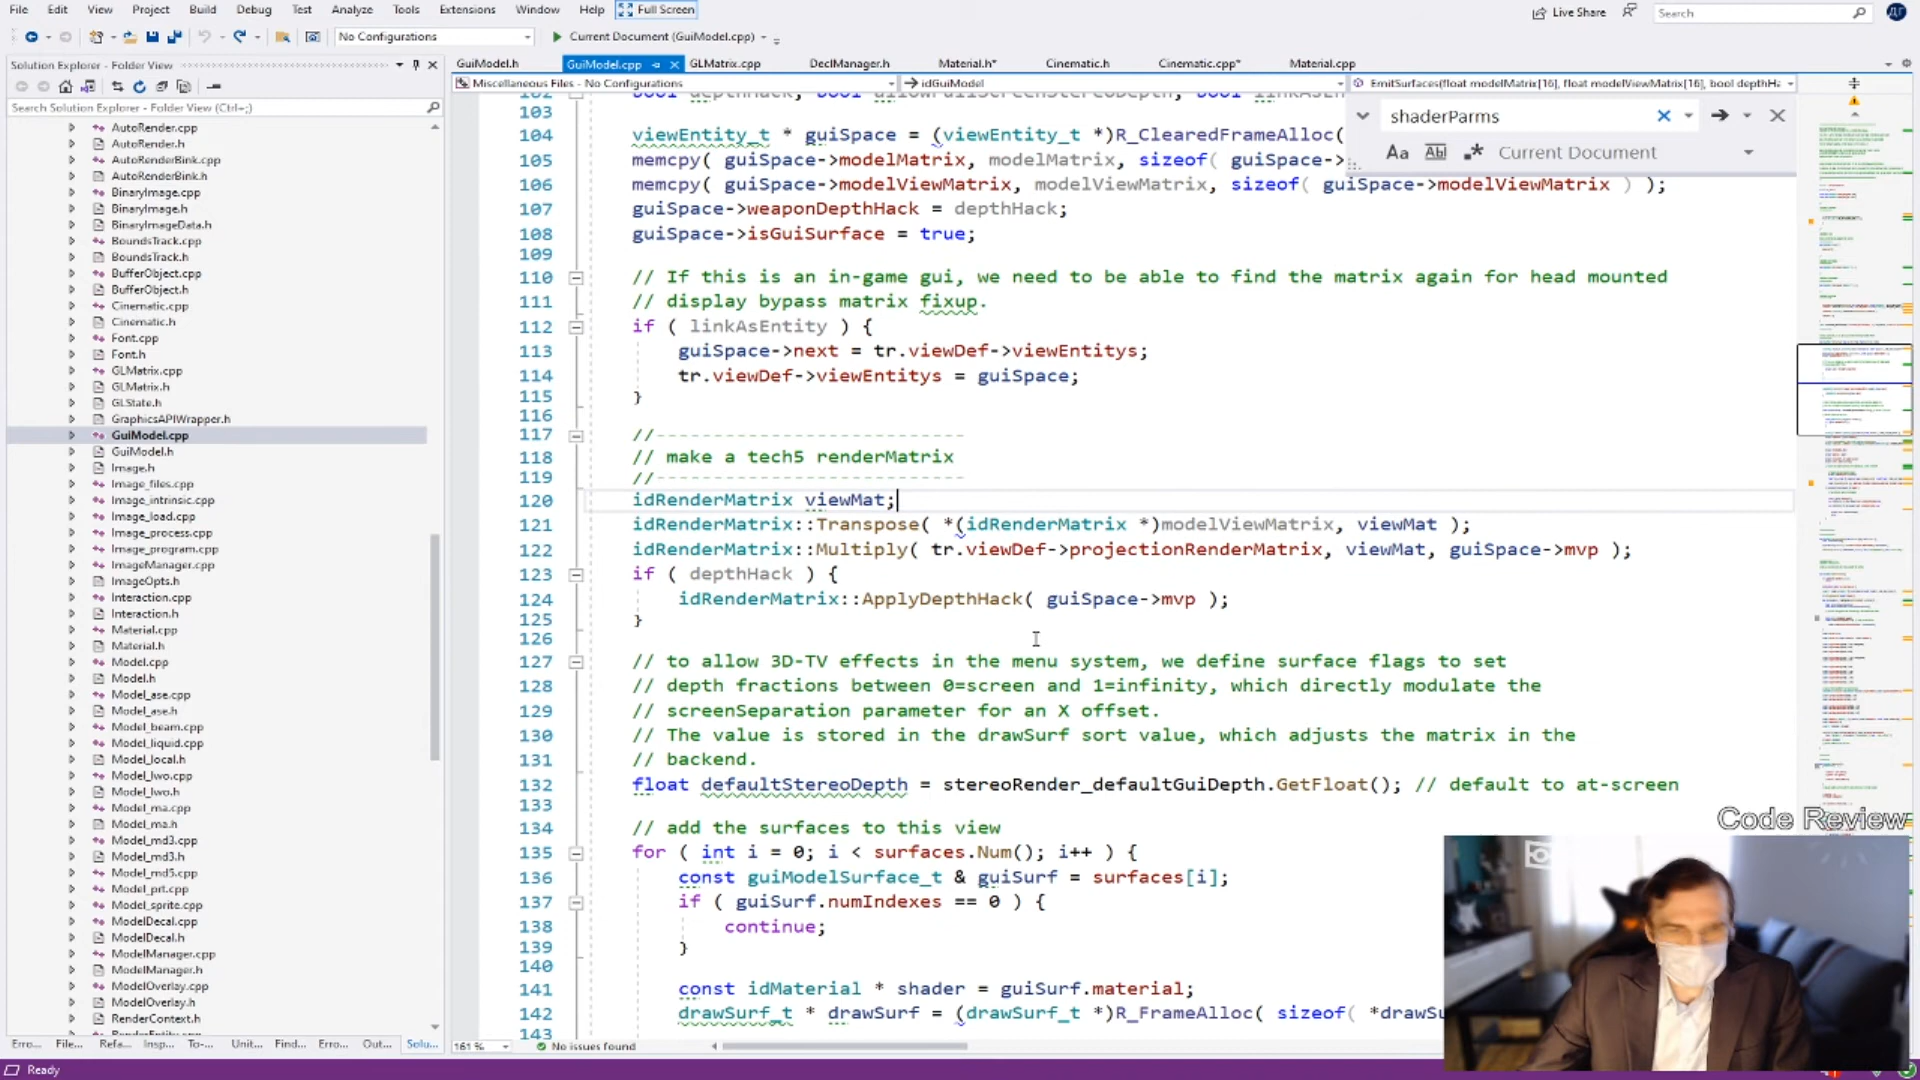 File Edit View Project Build Debug Test Analyze Tools Extensions Window Help Full Screen Live Share Search
No Configurations Current Document (GuiModel.cpp)
Solution Explorer - Folder View
Search Solution Explorer - Folder View (Ctrl+;)
AutoRender.cpp
AutoRender.h
AutoRenderBink.cpp
AutoRenderBink.h
BinaryImage.cpp
BinaryImage.h
BinaryImageData.h
BoundsTrack.cpp
BoundsTrack.h
BufferObject.cpp
BufferObject.h
Cinematic.cpp
Cinematic.h
Font.cpp
Font.h
GLMatrix.cpp
GLMatrix.h
GLState.h
GraphicsAPIWrapper.h
GuiModel.cpp
GuiModel.h
Image.h
Image_files.cpp
Image_intrinsic.cpp
Image_load.cpp
Image_process.cpp
Image_program.cpp
ImageManager.cpp
ImageOpts.h
Interaction.cpp
Interaction.h
Material.cpp
Material.h
Model.cpp
Model.h
Model_ase.cpp
Model_ase.h
Model_beam.cpp
Model_liquid.cpp
Model_local.h
Model_lwo.cpp
Model_lwo.h
Model_ma.cpp
Model_ma.h
Model_md3.cpp
Model_md3.h
Model_md5.cpp
Model_prt.cpp
Model_sprite.cpp
ModelDecal.cpp
ModelDecal.h
ModelManager.cpp
ModelManager.h
ModelOverlay.cpp
ModelOverlay.h
RenderContext.h
Erro... File... Refa... Insp... To-... Unit... Find... Erro... Out... Solu...
GuiModel.h GuiModel.cpp GLMatrix.cpp DeclManager.h Material.h* Cinematic.h Cinematic.cpp* Material.cpp
Miscellaneous Files - No Configurations idGuiModel EmitSurfaces(float modelMatrix[16], float modelViewMatrix[16], bool depthHa
shaderParms
Aa Abl .* Current Document
103
104 viewEntity_t * guiSpace = (viewEntity_t *)R_ClearedFrameAlloc(
105 memcpy( guiSpace->modelMatrix, modelMatrix, sizeof( guiSpace->
106 memcpy( guiSpace->modelViewMatrix, modelViewMatrix, sizeof( guiSpace->modelViewMatrix ) );
107 guiSpace->weaponDepthHack = depthHack;
108 guiSpace->isGuiSurface = true;
109
110 // If this is an in-game gui, we need to be able to find the matrix again for head mounted
111 // display bypass matrix fixup.
112 if ( linkAsEntity ) {
113 guiSpace->next = tr.viewDef->viewEntitys;
114 tr.viewDef->viewEntitys = guiSpace;
115 }
116
117 //---------------------------
118 // make a tech5 renderMatrix
119 //---------------------------
120 idRenderMatrix viewMat;
121 idRenderMatrix::Transpose( *(idRenderMatrix *)modelViewMatrix, viewMat );
122 idRenderMatrix::Multiply( tr.viewDef->projectionRenderMatrix, viewMat, guiSpace->mvp );
123 if ( depthHack ) {
124 idRenderMatrix::ApplyDepthHack( guiSpace->mvp );
125 }
126
127 // to allow 3D-TV effects in the menu system, we define surface flags to set
128 // depth fractions between 0=screen and 1=infinity, which directly modulate the
129 // screenSeparation parameter for an X offset.
130 // The value is stored in the drawSurf sort value, which adjusts the matrix in the
131 // backend.
132 float defaultStereoDepth = stereoRender_defaultGuiDepth.GetFloat(); // default to at-screen
133
134 // add the surfaces to this view
135 for ( int i = 0; i < surfaces.Num(); i++ ) {
136 const guiModelSurface_t & guiSurf = surfaces[i];
137 if ( guiSurf.numIndexes == 0 ) {
138 continue;
139 }
140
141 const idMaterial * shader = guiSurf.material;
142 drawSurf_t * drawSurf = (drawSurf_t *)R_FrameAlloc( sizeof( *drawSu
143
Code Review
161 % No issues found
Ready